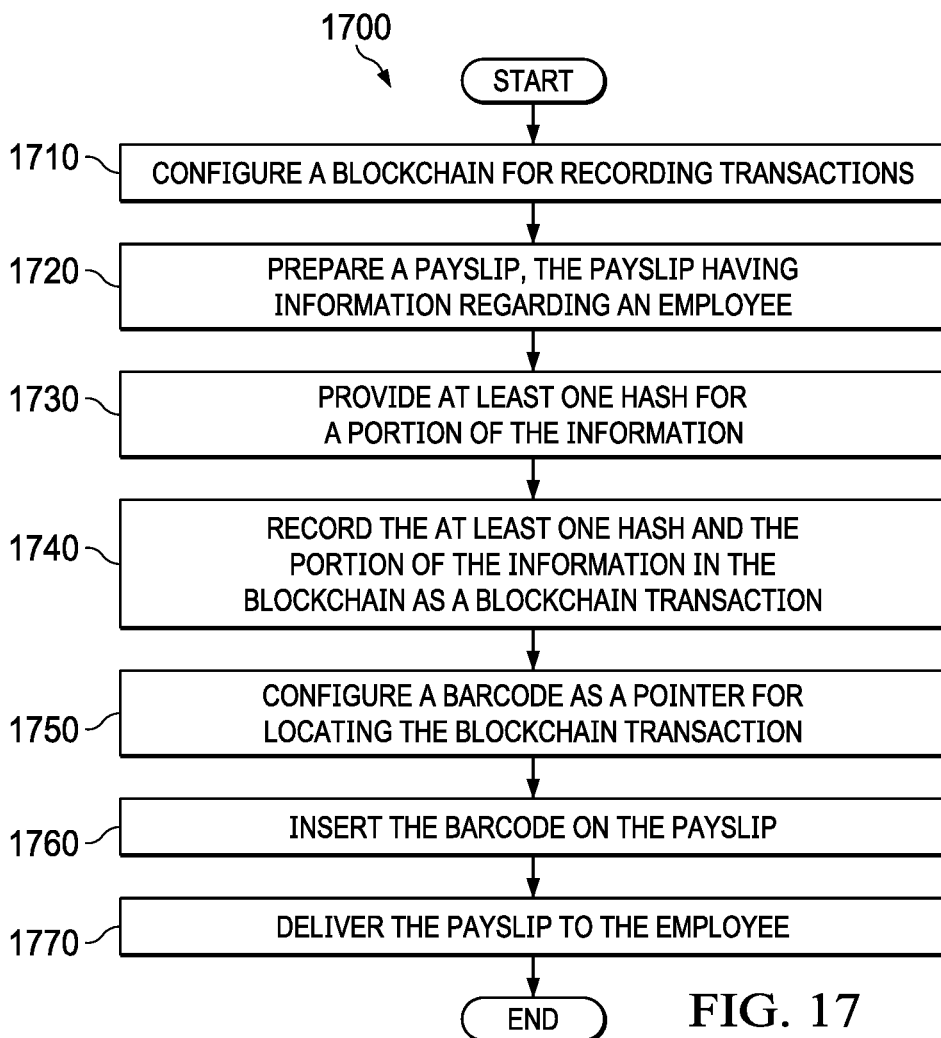 1700
START
1710
CONFIGURE A BLOCKCHAIN FOR RECORDING TRANSACTIONS
1720
PREPARE A PAYSLIP, THE PAYSLIP HAVING
INFORMATION REGARDING AN EMPLOYEE
1730
PROVIDE AT LEAST ONE HASH FOR
A PORTION OF THE INFORMATION
1740
RECORD THE AT LEAST ONE HASH AND THE
PORTION OF THE INFORMATION IN THE
BLOCKCHAIN AS A BLOCKCHAIN TRANSACTION
1750
CONFIGURE A BARCODE AS A POINTER FOR
LOCATING THE BLOCKCHAIN TRANSACTION
1760
INSERT THE BARCODE ON THE PAYSLIP
1770
DELIVER THE PAYSLIP TO THE EMPLOYEE
END
FIG. 17